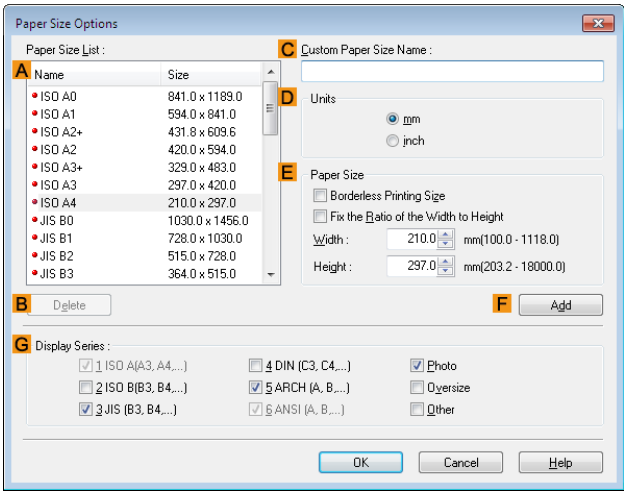 Paper Size Options
Paper Size List :
C Custom Paper Size Name :
A Name Size
ISO A0 841.0 x 1189.0
ISO A1 594.0 x 841.0
ISO A2+ 431.8 x 609.6
ISO A2 420.0 x 594.0
ISO A3+ 329.0 x 483.0
ISO A3 297.0 x 420.0
ISO A4 210.0 x 297.0
JIS B0 1030.0 x 1456.0
JIS B1 728.0 x 1030.0
JIS B2 515.0 x 728.0
JIS B3 364.0 x 515.0
D Units
mm
inch
E Paper Size
Borderless Printing Size
Fix the Ratio of the Width to Height
Width : 210.0 mm(100.0 - 1118.0)
Height : 297.0 mm(203.2 - 18000.0)
B Delete
F Add
G Display Series :
1 ISO A(A3, A4,...) 4 DIN (C3, C4,...) Photo
2 ISO B(B3, B4,...) 5 ARCH (A, B,...) Oversize
3 JIS (B3, B4,...) 6 ANSI (A, B,...) Other
OK Cancel Help